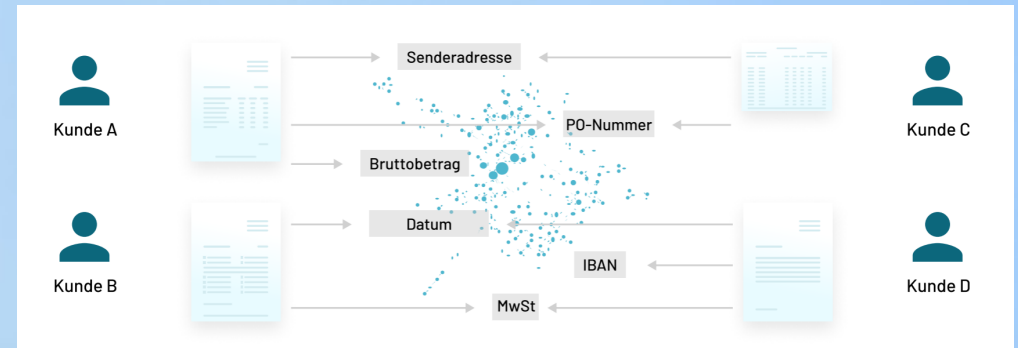 Senderadresse
Kunde A
PO-Nummer
Kunde C
Bruttobetrag
Datum
Kunde B
IBAN
Kunde D
MwSt